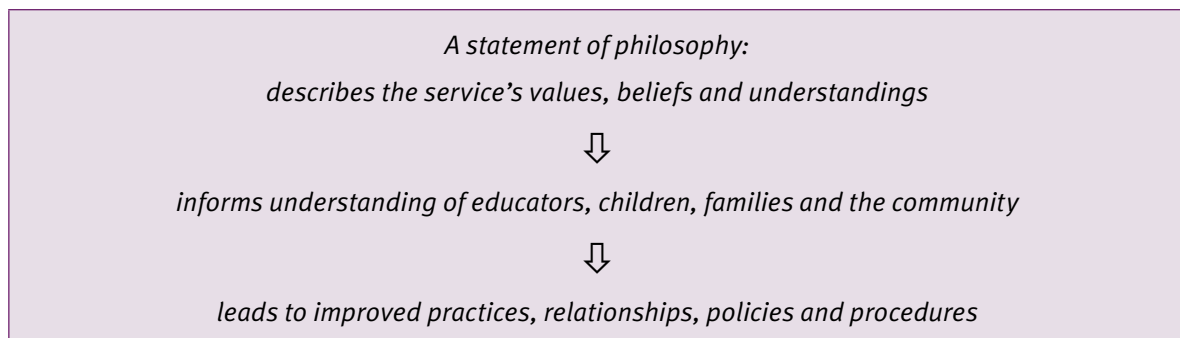 A statement of philosophy:
describes the service’s values, beliefs and understandings
⇩
informs understanding of educators, children, families and the community
⇩
leads to improved practices, relationships, policies and procedures